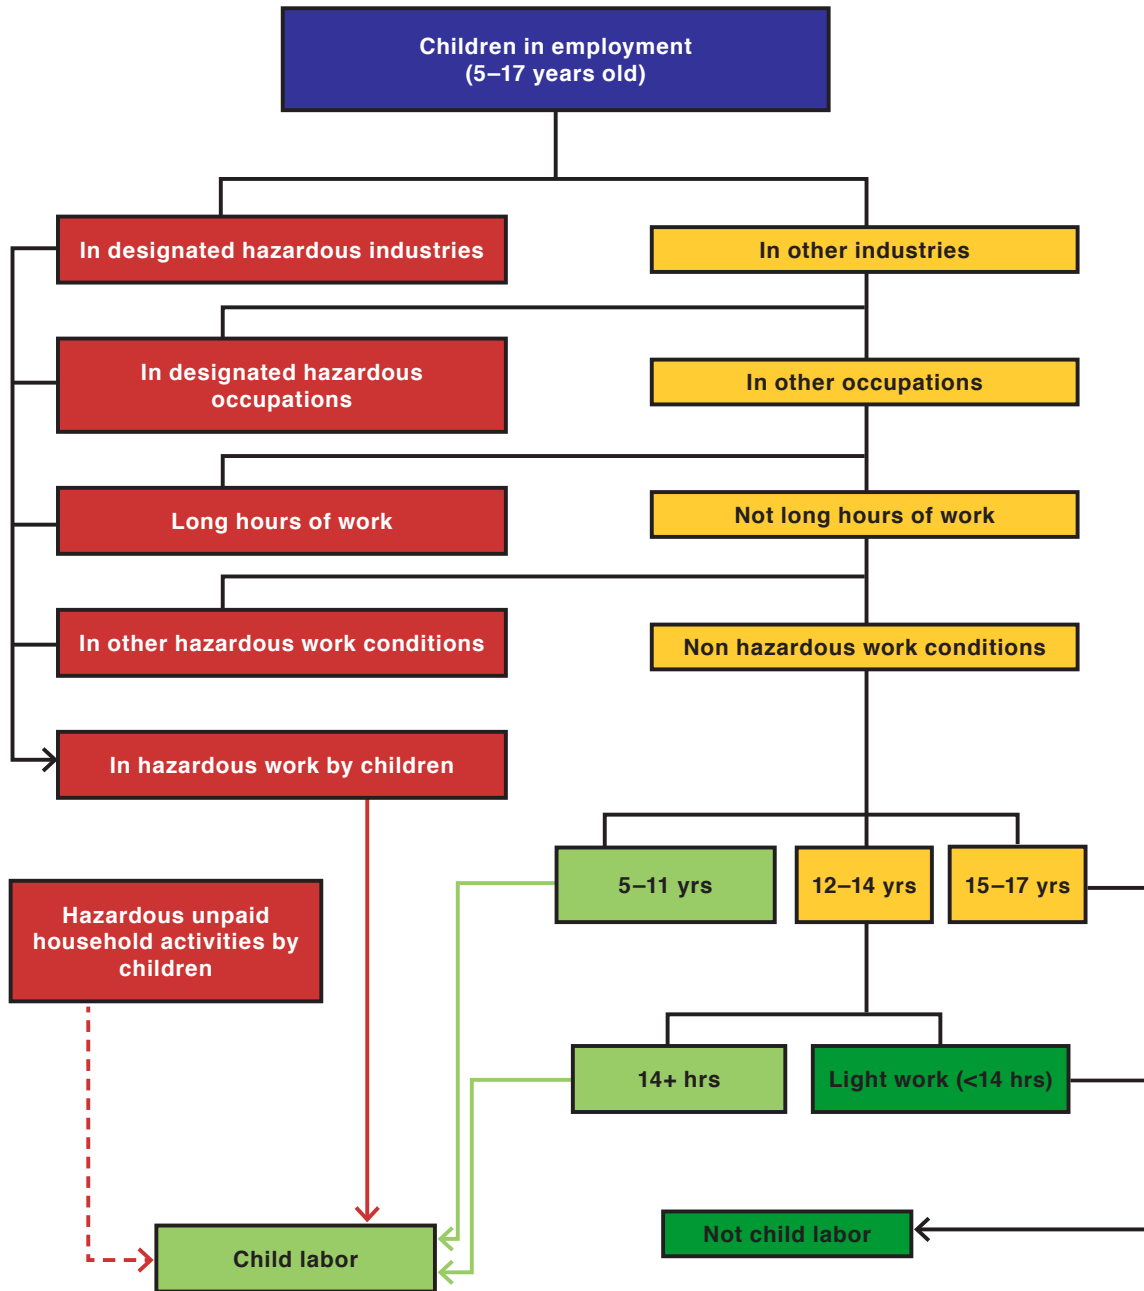 Children in employment
(5–17 years old)
In designated hazardous industries
In other industries
In designated hazardous
occupations
In other occupations
Long hours of work
Not long hours of work
In other hazardous work conditions
Non hazardous work conditions
In hazardous work by children
5–11 yrs
12–14 yrs
15–17 yrs
Hazardous unpaid
household activities by
children
14+ hrs
Light work (<14 hrs)
Child labor
Not child labor